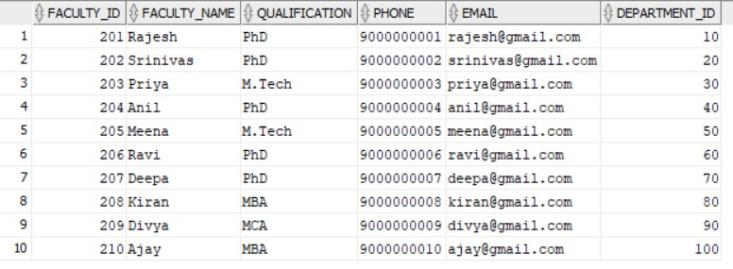 FACULTY_ID FACULTY_NAME QUALIFICATION PHONE EMAIL DEPARTMENT_ID
1 201 Rajesh PhD 9000000001 rajesh@gmail.com 10
2 202 Srinivas PhD 9000000002 srinivas@gmail.com 20
3 203 Priya M.Tech 9000000003 priya@gmail.com 30
4 204 Anil PhD 9000000004 anil@gmail.com 40
5 205 Meena M.Tech 9000000005 meena@gmail.com 50
6 206 Ravi PhD 9000000006 ravi@gmail.com 60
7 207 Deepa PhD 9000000007 deepa@gmail.com 70
8 208 Kiran MBA 9000000008 kiran@gmail.com 80
9 209 Divya MCA 9000000009 divya@gmail.com 90
10 210 Ajay MBA 9000000010 ajay@gmail.com 100